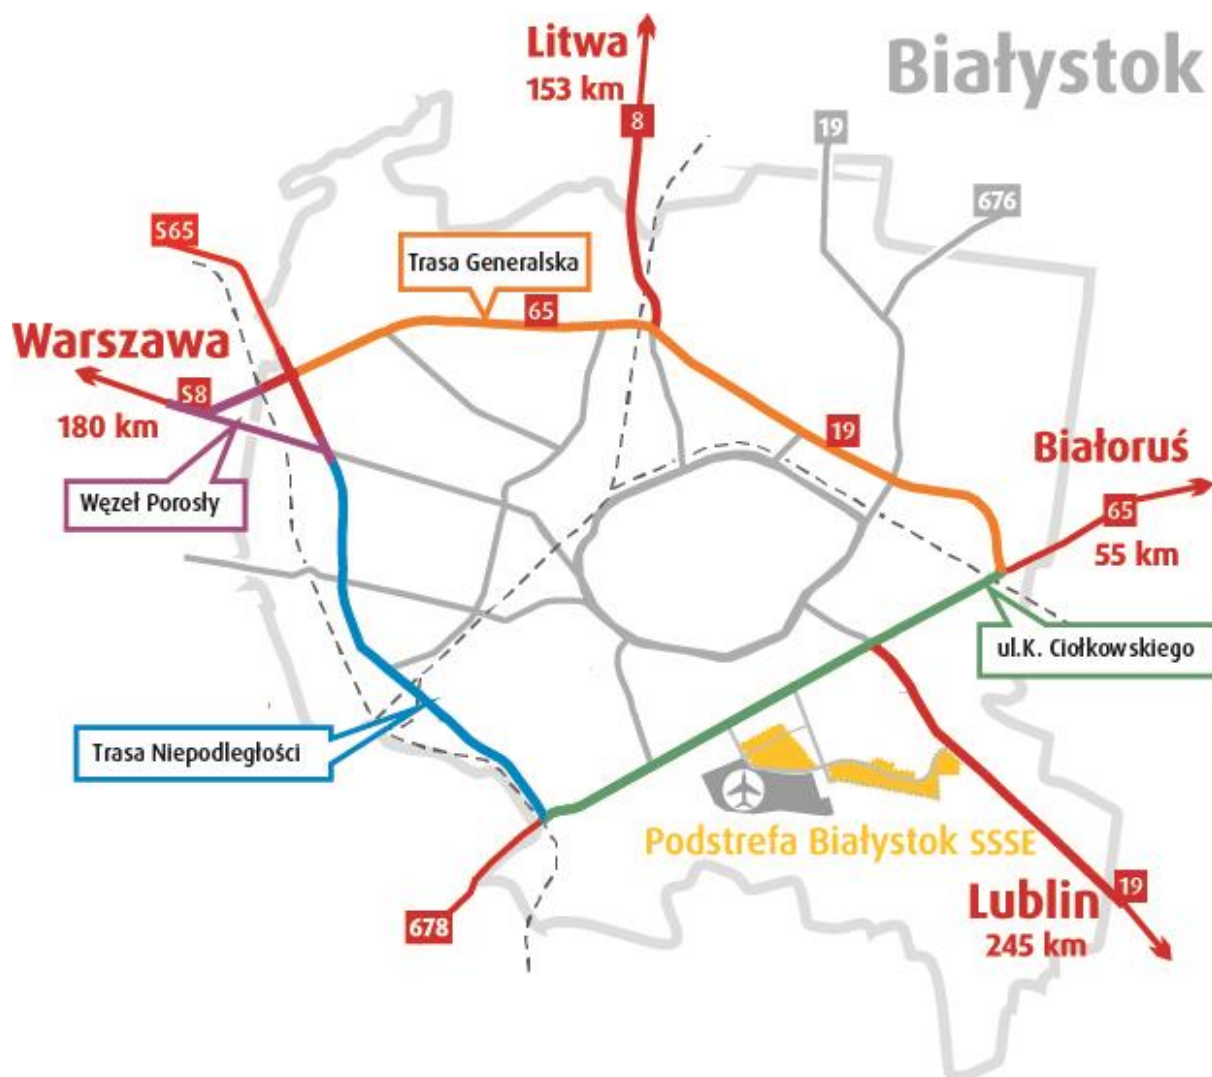 Litwa
153 km
Białystok
8
19
676
S65
Trasa Generalska
65
Warszawa
S8
180 km
19
Białoruś
Węzeł Porosły
65
55 km
ul.K. Ciołkowskiego
Trasa Niepodległości
Podstrefa Białystok SSSE
678
Lublin
19
245 km